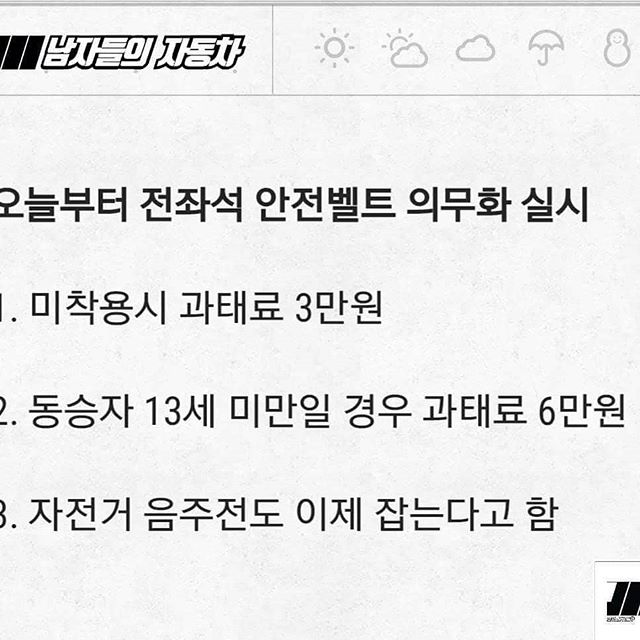 남자들의 자동차
오늘부터 전좌석 안전벨트 의무화 실시
1. 미착용시 과태료 3만원
2. 동승자 13세 미만일 경우 과태료 6만원
3. 자전거 음주전도 이제 잡는다고 함